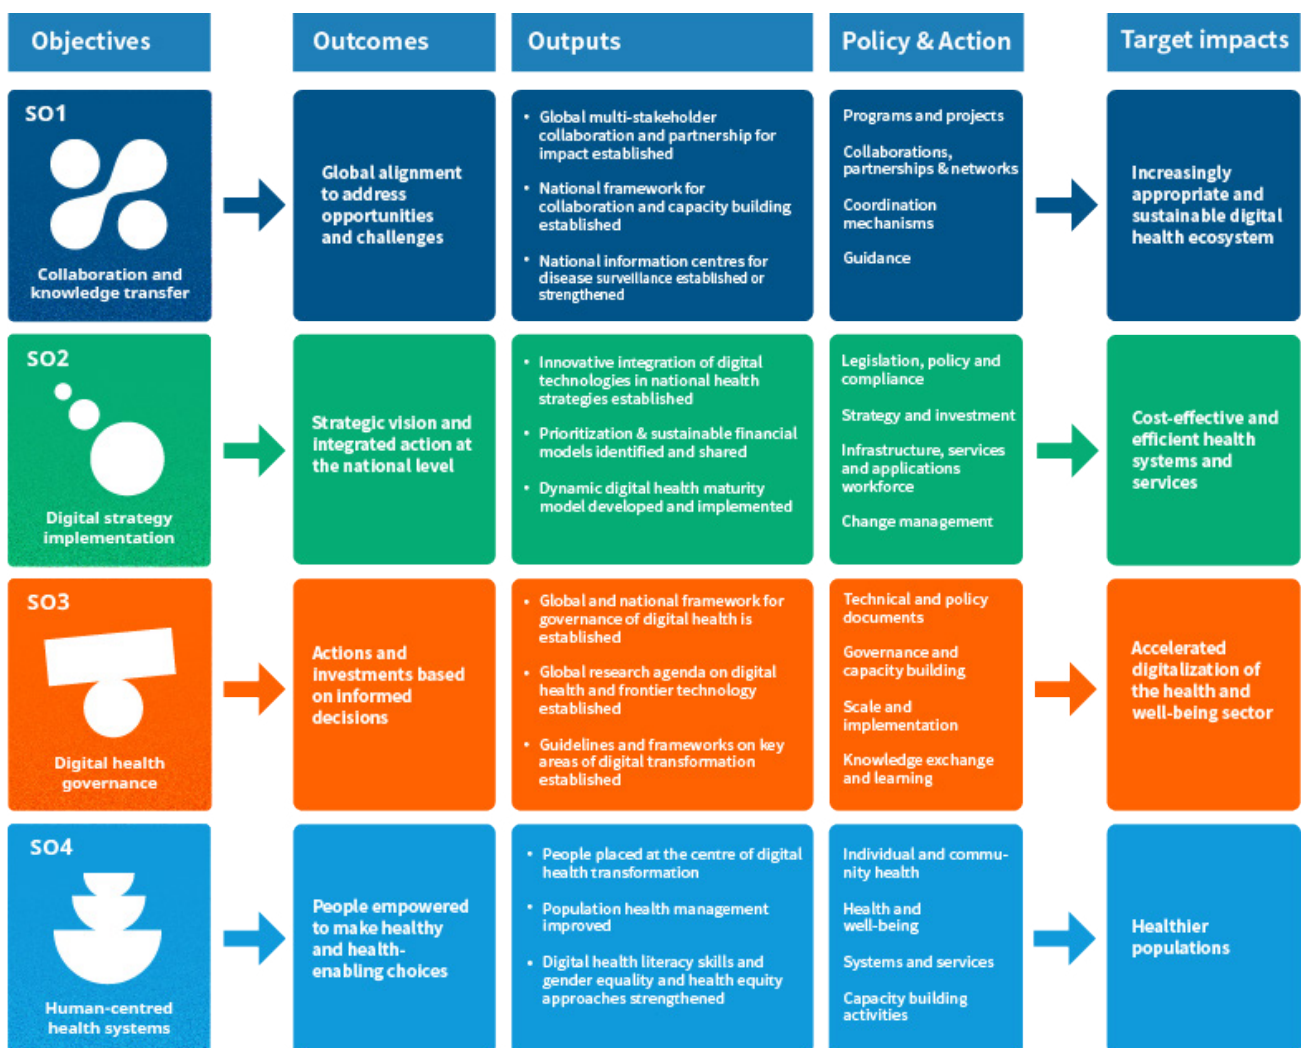 Objectives
Outcomes
Outputs
Policy & Action
Target impacts
SO1
Collaboration and
knowledge transfer
Global alignment
to address
opportunities
and challenges
• Global multi-stakeholder
collaboration and partnership for
impact established
• National framework for
collaboration and capacity building
established
• National information centres for
disease surveillance established or
strengthened
Programs and projects
Collaborations,
partnerships & networks
Coordination
mechanisms
Guidance
Increasingly
appropriate and
sustainable digital
health ecosystem
SO2
Digital strategy
implementation
Strategic vision and
integrated action at
the national level
• Innovative integration of digital
technologies in national health
strategies established
• Prioritization & sustainable financial
models identified and shared
• Dynamic digital health maturity
model developed and implemented
Legislation, policy and
compliance
Strategy and investment
Infrastructure, services
and applications
workforce
Change management
Cost-effective and
efficient health
systems and
services
SO3
Digital health
governance
Actions and
investments based
on informed
decisions
• Global and national framework for
governance of digital health is
established
• Global research agenda on digital
health and frontier technology
established
• Guidelines and frameworks on key
areas of digital transformation
established
Technical and policy
documents
Governance and
capacity building
Scale and
implementation
Knowledge exchange
and learning
Accelerated
digitalization of
the health and
well-being sector
SO4
Human-centred
health systems
People empowered
to make healthy
and health-
enabling choices
• People placed at the centre of digital
health transformation
• Population health management
improved
• Digital health literacy skills and
gender equality and health equity
approaches strengthened
Individual and commu-
nity health
Health and
well-being
Systems and services
Capacity building
activities
Healthier
populations